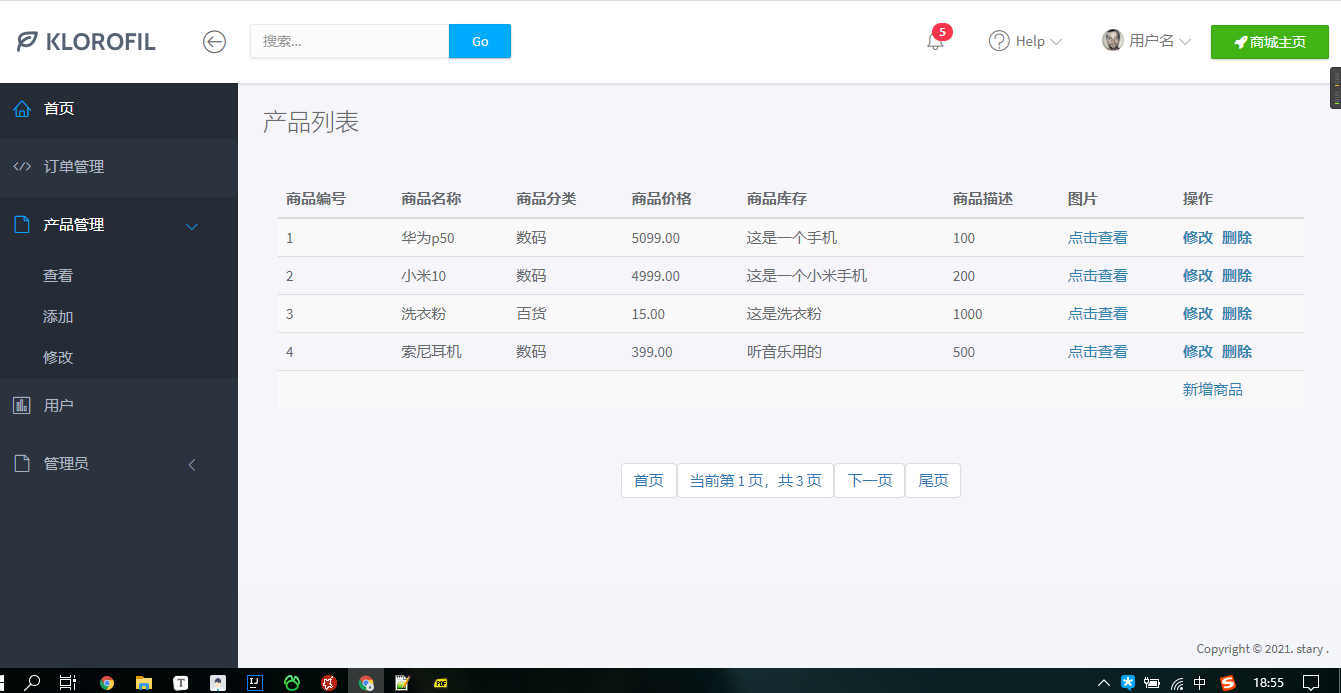 KLOROFIL 搜索... Go 5 Help 用户名 商城主页
首页
订单管理
产品管理
查看
添加
修改
用户
管理员
产品列表
商品编号 商品名称 商品分类 商品价格 商品库存 商品描述 图片 操作
1 华为p50 数码 5099.00 这是一个手机 100 点击查看 修改 删除
2 小米10 数码 4999.00 这是一个小米手机 200 点击查看 修改 删除
3 洗衣粉 百货 15.00 这是洗衣粉 1000 点击查看 修改 删除
4 索尼耳机 数码 399.00 听音乐用的 500 点击查看 修改 删除
新增商品
首页 当前第 1 页，共 3 页 下一页 尾页
Copyright © 2021. stary .
T IJ PDF 中 S 18:55